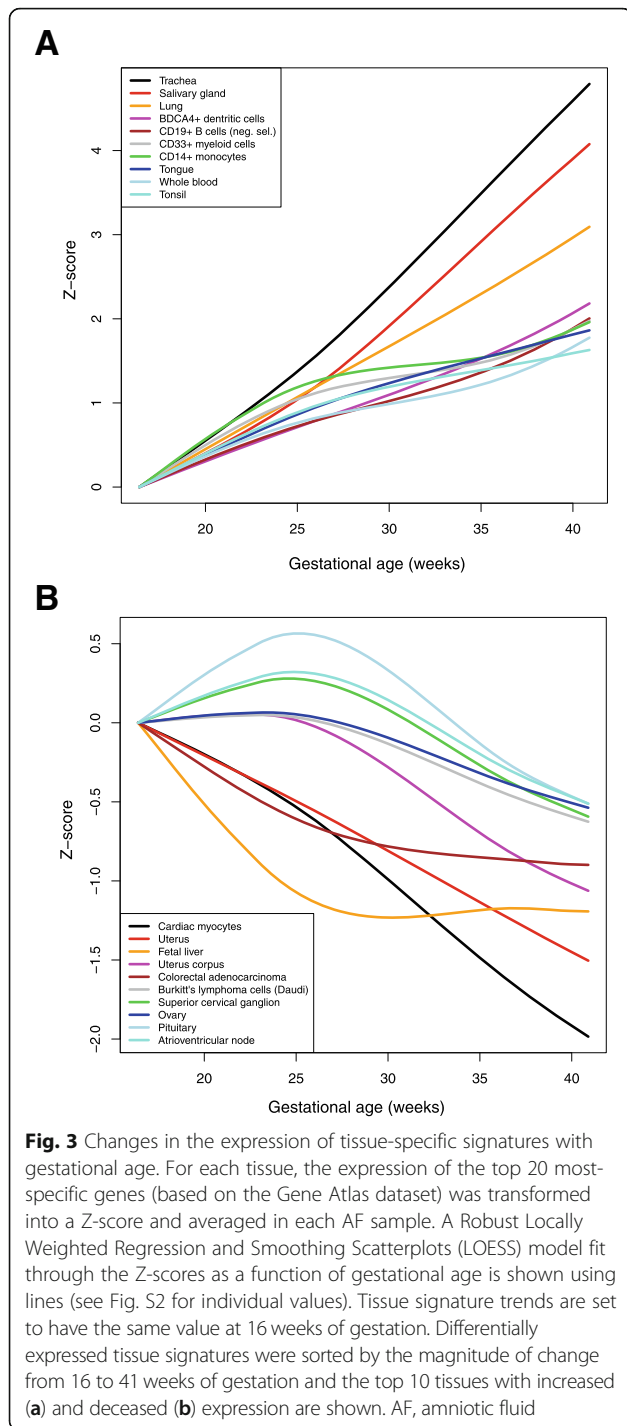 A
Trachea
Salivary gland
Lung
BDCA4+ dentritic cells
CD19+ B cells (neg. sel.)
CD33+ myeloid cells
CD14+ monocytes
Tongue
Whole blood
Tonsil
Z-score
4
3
2
1
0
20 25 30 35 40
Gestational age (weeks)
B
Z-score
0.5
0.0
−0.5
−1.0
−1.5
−2.0
Cardiac myocytes
Uterus
Fetal liver
Uterus corpus
Colorectal adenocarcinoma
Burkitt's lymphoma cells (Daudi)
Superior cervical ganglion
Ovary
Pituitary
Atrioventricular node
20 25 30 35 40
Gestational age (weeks)
Fig. 3 Changes in the expression of tissue-specific signatures with
gestational age. For each tissue, the expression of the top 20 most-
specific genes (based on the Gene Atlas dataset) was transformed
into a Z-score and averaged in each AF sample. A Robust Locally
Weighted Regression and Smoothing Scatterplots (LOESS) model fit
through the Z-scores as a function of gestational age is shown using
lines (see Fig. S2 for individual values). Tissue signature trends are set
to have the same value at 16 weeks of gestation. Differentially
expressed tissue signatures were sorted by the magnitude of change
from 16 to 41 weeks of gestation and the top 10 tissues with increased
(a) and deceased (b) expression are shown. AF, amniotic fluid